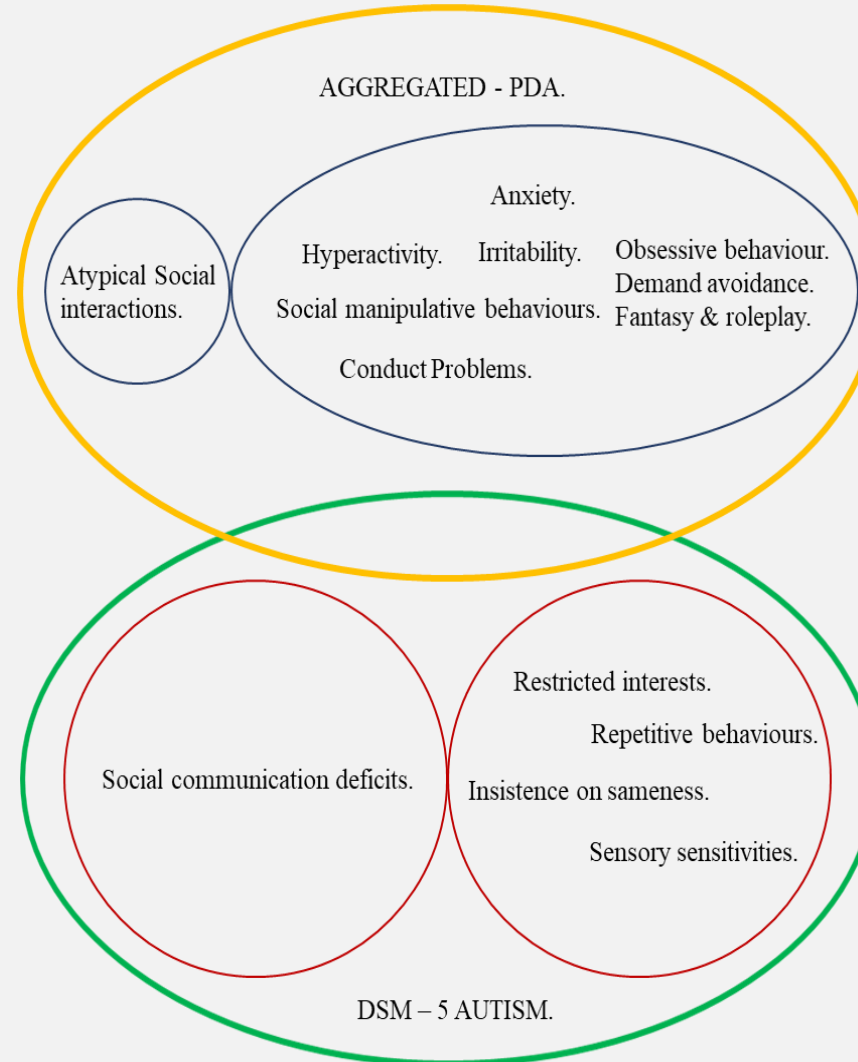 AGGREGATED - PDA.
Anxiety.
Hyperactivity.
Irritability.
Obsessive behaviour.
Demand avoidance.
Fantasy & roleplay.
Atypical Social
interactions.
Social manipulative behaviours.
Conduct Problems.
Restricted interests.
Repetitive behaviours.
Social communication deficits.
Insistence on sameness.
Sensory sensitivities.
DSM – 5 AUTISM.